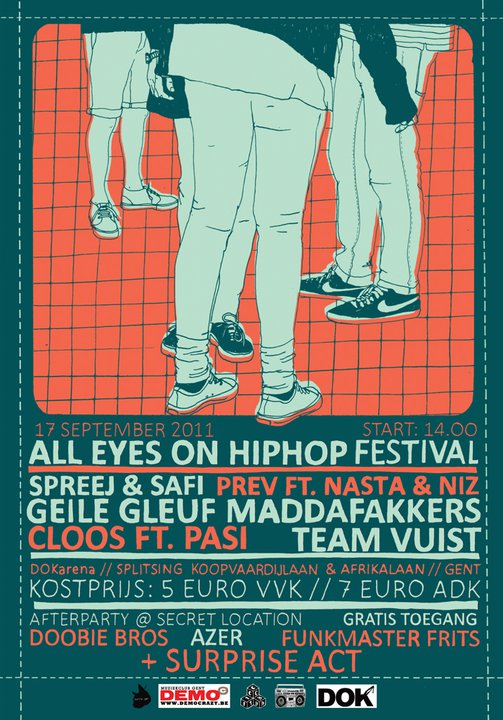 17 SEPTEMBER 2011 START: 14.00
ALL EYES ON HIPHOP FESTIVAL
SPREEJ & SAFI PREV FT. NASTA & NIZ
GEILE GLEUF MADDAFAKKERS
CLOOS FT. PASI TEAM VUIST
DOKarena // SPLITSING KOOPVAARDIJLAAN & AFRIKALAAN // GENT
KOSTPRIJS: 5 EURO VVK // 7 EURO ADK
AFTERPARTY @ SECRET LOCATION GRATIS TOEGANG
DOOBIE BROS AZER FUNKMASTER FRITS
+ SURPRISE ACT
MUZIEKCLUB GENT
DEMO
WWW.DEMOCRAZY.BE
DOK